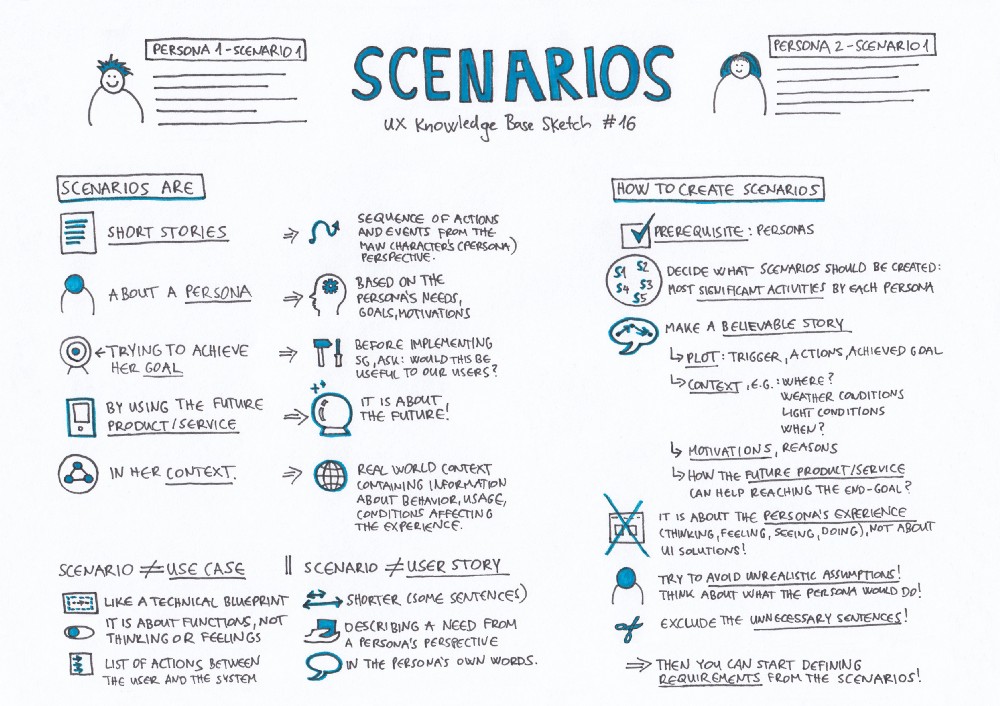 PERSONA 1 - SCENARIO 1
SCENARIOS
UX Knowledge Base Sketch #16
PERSONA 2 - SCENARIO 1
SCENARIOS ARE
SHORT STORIES
SEQUENCE OF ACTIONS
AND EVENTS FROM THE
MAIN CHARACTER'S (PERSONA)
PERSPECTIVE.
ABOUT A PERSONA
BASED ON THE
PERSONA'S NEEDS,
GOALS, MOTIVATIONS
TRYING TO ACHIEVE
HER GOAL
BEFORE IMPLEMENTING
SG, ASK: WOULD THIS BE
USEFUL TO OUR USERS?
BY USING THE FUTURE
PRODUCT/SERVICE
IT IS ABOUT
THE FUTURE!
IN HER CONTEXT.
REAL WORLD CONTEXT
CONTAINING INFORMATION
ABOUT BEHAVIOR, USAGE,
CONDITIONS AFFECTING
THE EXPERIENCE.
SCENARIO ≠ USE CASE
LIKE A TECHNICAL BLUEPRINT
IT IS ABOUT FUNCTIONS, NOT
THINKING OR FEELINGS
LIST OF ACTIONS BETWEEN
THE USER AND THE SYSTEM
SCENARIO ≠ USER STORY
SHORTER (SOME SENTENCES)
DESCRIBING A NEED FROM
A PERSONA'S PERSPECTIVE
IN THE PERSONA'S OWN WORDS.
HOW TO CREATE SCENARIOS
PREREQUISITE: PERSONAS
S1 S2
S4 S3
S5
DECIDE WHAT SCENARIOS SHOULD BE CREATED:
MOST SIGNIFICANT ACTIVITIES BY EACH PERSONA
MAKE A BELIEVABLE STORY
PLOT: TRIGGER, ACTIONS, ACHIEVED GOAL
CONTEXT, E.G.: WHERE?
WEATHER CONDITIONS
LIGHT CONDITIONS
WHEN?
MOTIVATIONS, REASONS
HOW THE FUTURE PRODUCT/SERVICE
CAN HELP REACHING THE END-GOAL?
IT IS ABOUT THE PERSONA'S EXPERIENCE
(THINKING, FEELING, SEEING, DOING), NOT ABOUT
UI SOLUTIONS!
TRY TO AVOID UNREALISTIC ASSUMPTIONS!
THINK ABOUT WHAT THE PERSONA WOULD DO!
EXCLUDE THE UNNECESSARY SENTENCES!
THEN YOU CAN START DEFINING
REQUIREMENTS FROM THE SCENARIOS!